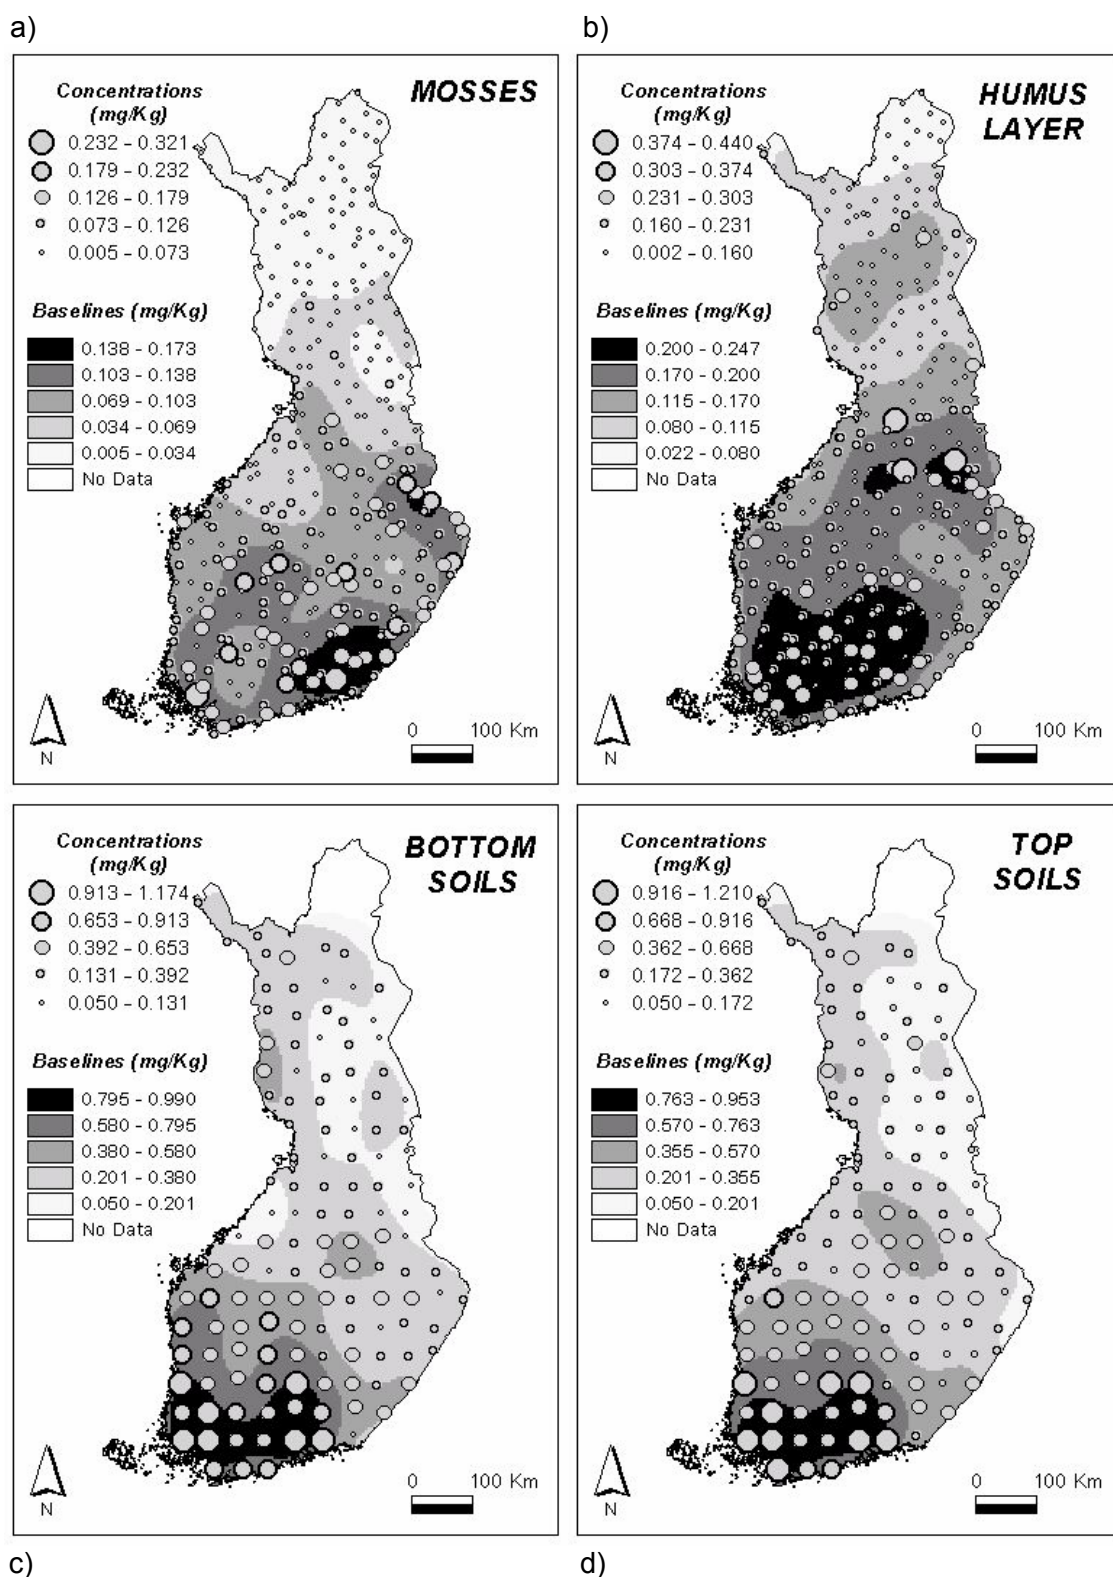 a)
MOSSES
Concentrations
(mg/Kg)
0.232 - 0.321
0.179 - 0.232
0.126 - 0.179
0.073 - 0.126
0.005 - 0.073
Baselines (mg/Kg)
0.138 - 0.173
0.103 - 0.138
0.069 - 0.103
0.034 - 0.069
0.005 - 0.034
No Data
N
0 100 Km
b)
HUMUS
LAYER
Concentrations
(mg/Kg)
0.374 - 0.440
0.303 - 0.374
0.231 - 0.303
0.160 - 0.231
0.002 - 0.160
Baselines (mg/Kg)
0.200 - 0.247
0.170 - 0.200
0.115 - 0.170
0.080 - 0.115
0.022 - 0.080
No Data
N
0 100 Km
BOTTOM
SOILS
Concentrations
(mg/Kg)
0.913 - 1.174
0.653 - 0.913
0.392 - 0.653
0.131 - 0.392
0.050 - 0.131
Baselines (mg/Kg)
0.795 - 0.990
0.580 - 0.795
0.380 - 0.580
0.201 - 0.380
0.050 - 0.201
No Data
N
0 100 Km
c)
TOP
SOILS
Concentrations
(mg/Kg)
0.916 - 1.210
0.668 - 0.916
0.362 - 0.668
0.172 - 0.362
0.050 - 0.172
Baselines (mg/Kg)
0.763 - 0.953
0.570 - 0.763
0.355 - 0.570
0.201 - 0.355
0.050 - 0.201
No Data
N
0 100 Km
d)